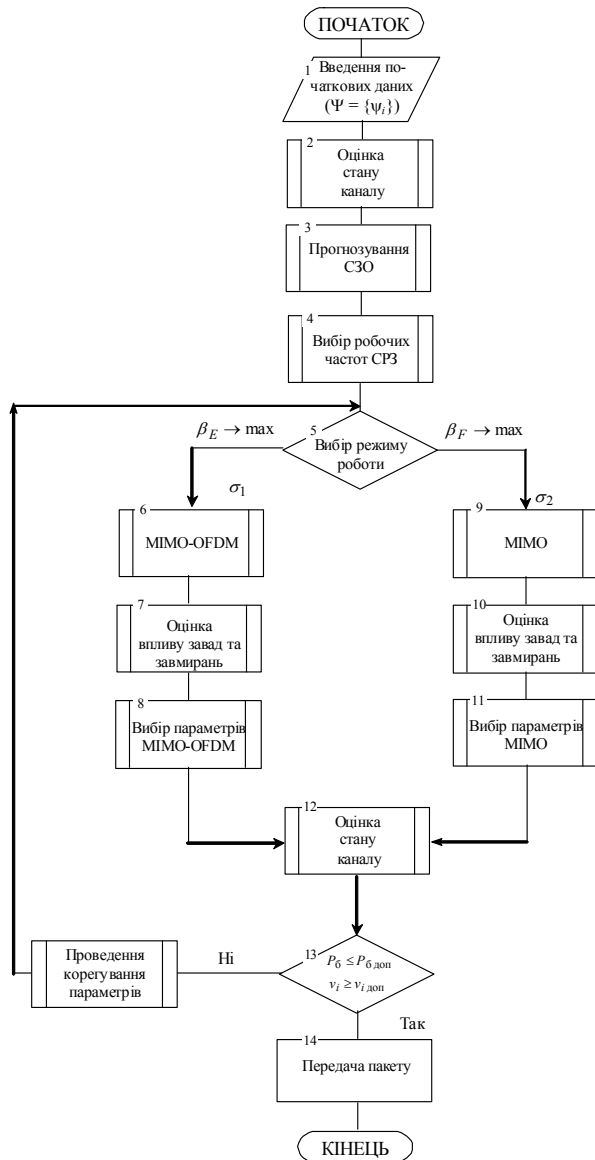 ПОЧАТОК
1
Введення по-
чаткових даних
(Ψ = {ψi})
2
Оцінка
стану
каналу
3
Прогнозування
СЗО
4
Вибір робочих
частот СРЗ
βE → max
5
Вибір режиму
роботи
βF → max
σ1
σ2
6
MIMO-OFDM
9
MIMO
7
Оцінка
впливу завад та
завмирань
10
Оцінка
впливу завад та
завмирань
8
Вибір параметрів
MIMO-OFDM
11
Вибір параметрів
MIMO
12
Оцінка
стану
каналу
Проведення
корегування
параметрів
Ні
13
Pб ≤ Pб доп
vi ≥ vi доп
Так
14
Передача пакету
КІНЕЦЬ